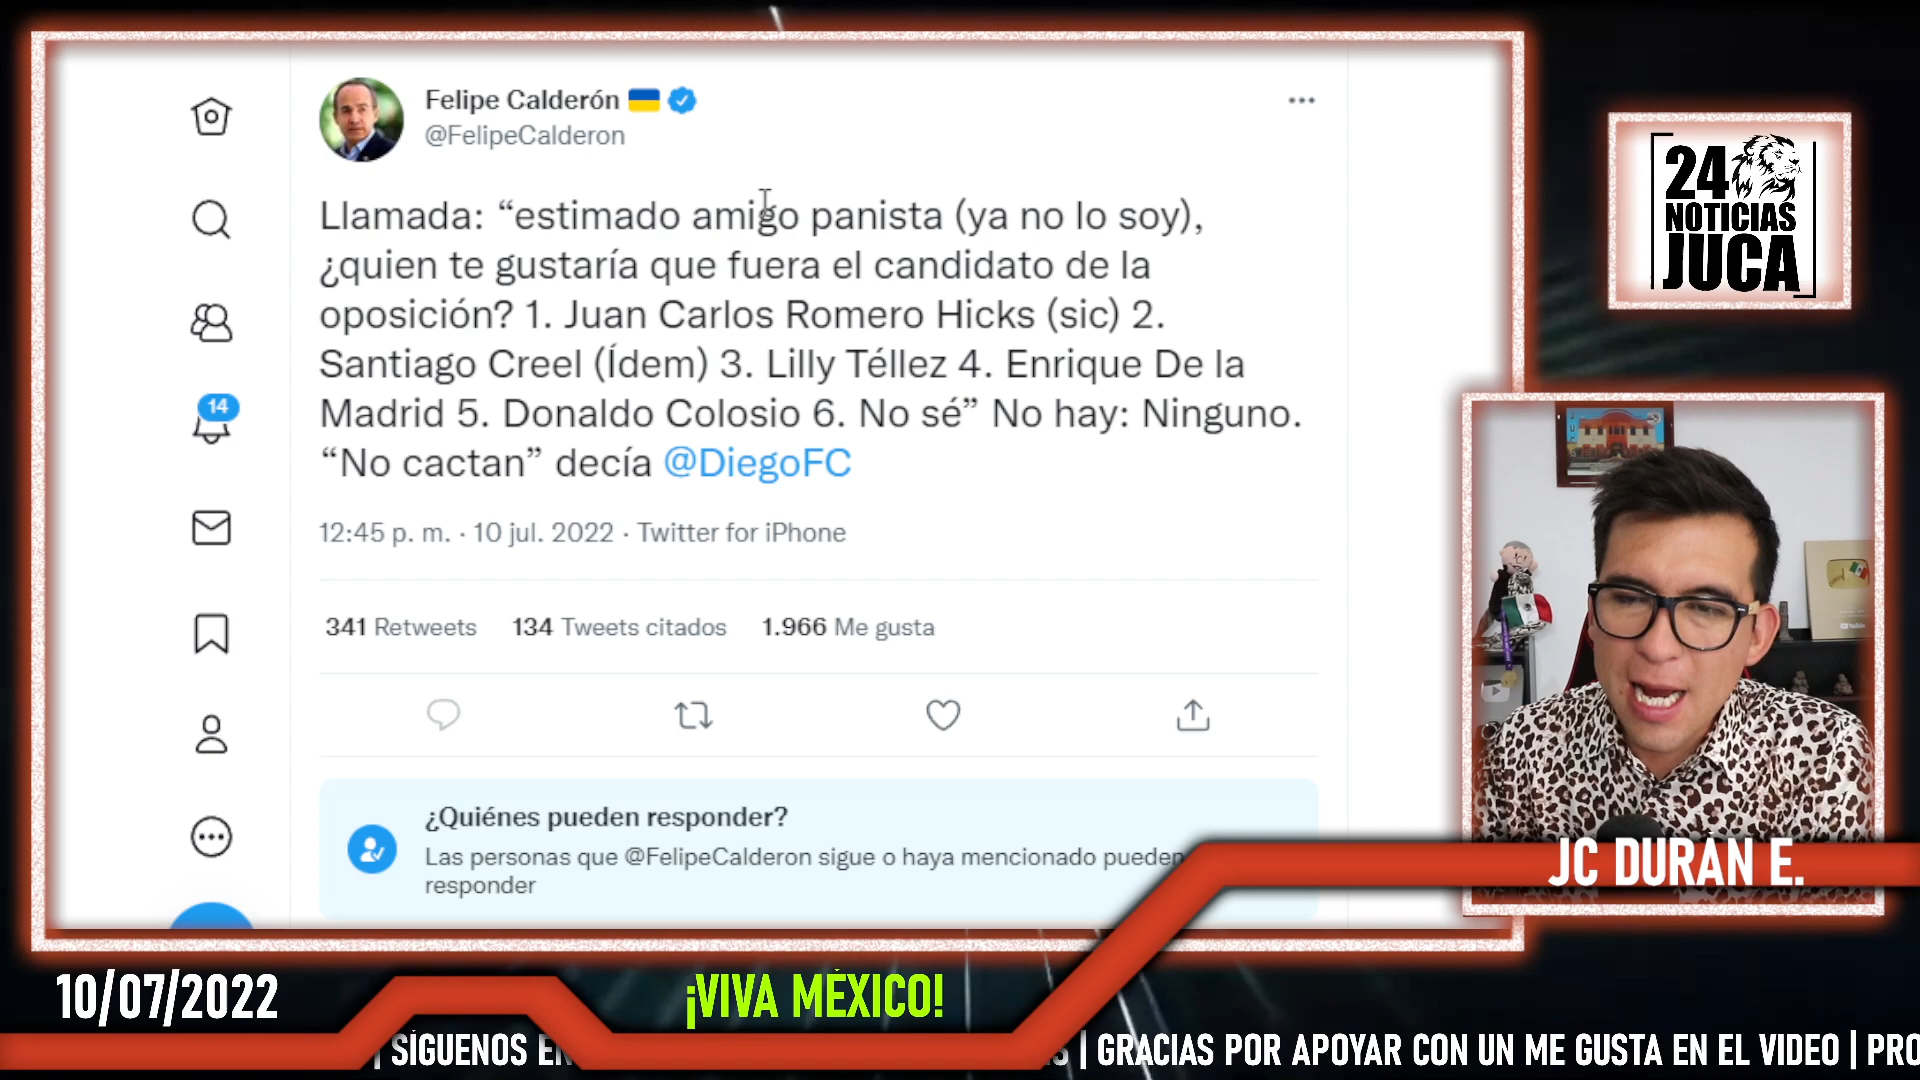 Felipe Calderón
@FelipeCalderon
Llamada: “estimado amigo panista (ya no lo soy),
¿quien te gustaría que fuera el candidato de la
oposición? 1. Juan Carlos Romero Hicks (sic) 2.
Santiago Creel (Ídem) 3. Lilly Téllez 4. Enrique De la
Madrid 5. Donaldo Colosio 6. No sé” No hay: Ninguno.
“No cactan” decía @DiegoFC
12:45 p. m. · 10 jul. 2022 · Twitter for iPhone
341 Retweets 134 Tweets citados 1.966 Me gusta
¿Quiénes pueden responder?
Las personas que @FelipeCalderon sigue o haya mencionado pueden
responder
14
24
NOTICIAS
JUCA
JC DURÁN E.
10/07/2022
¡VIVA MÉXICO!
| SÍGUENOS EN
| GRACIAS POR APOYAR CON UN ME GUSTA EN EL VIDEO | PRO